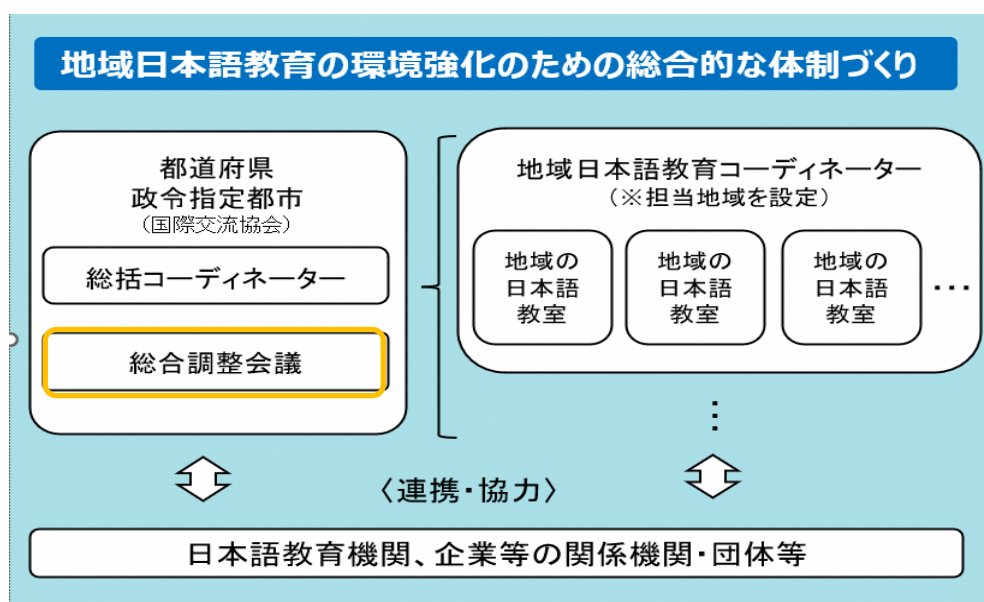 地域日本語教育の環境強化のための総合的な体制づくり
都道府県
政令指定都市
（国際交流協会）
総括コーディネーター
総合調整会議
地域日本語教育コーディネーター
（※担当地域を設定）
地域の
日本語
教室
地域の
日本語
教室
地域の
日本語
教室
…
⋮
〈連携・協力〉
日本語教育機関、企業等の関係機関・団体等